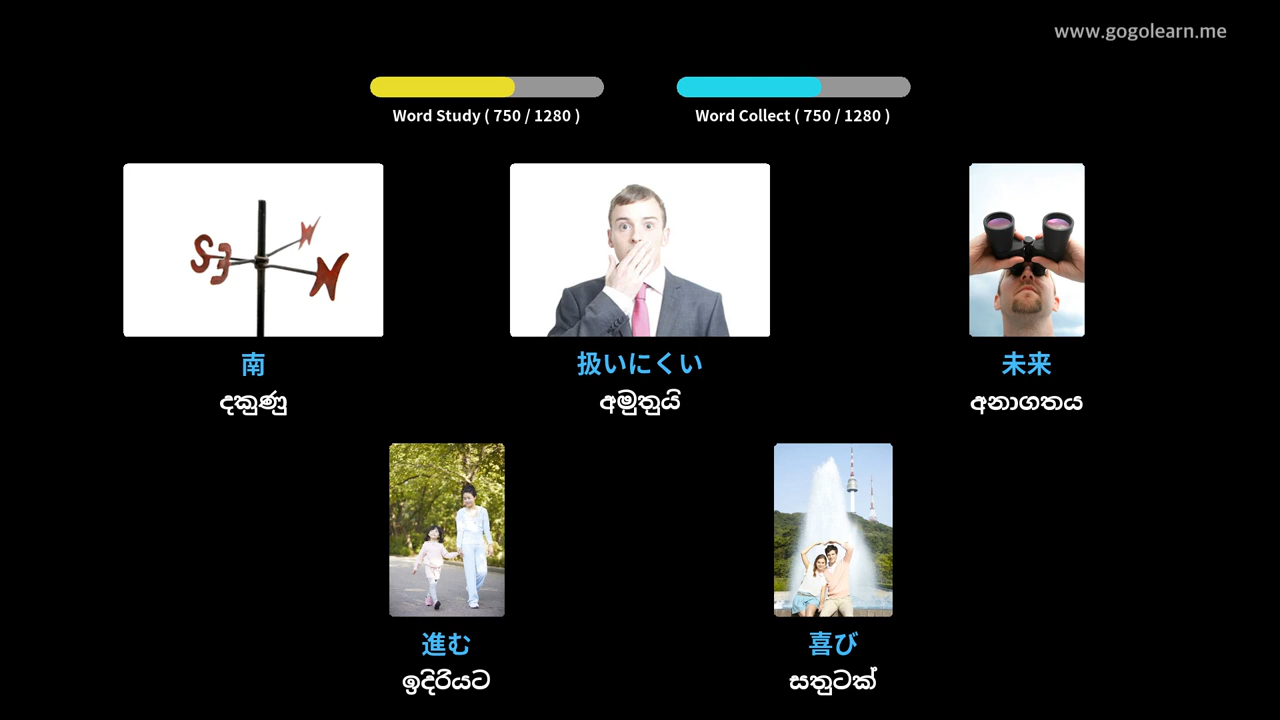 www.gogolearn.me
Word Study ( 750 / 1280 )
Word Collect ( 750 / 1280 )
南
දකුණු
扱いにくい
අමුතුයි
未来
අනාගතය
進む
ඉදිරියට
喜び
සතුටක්